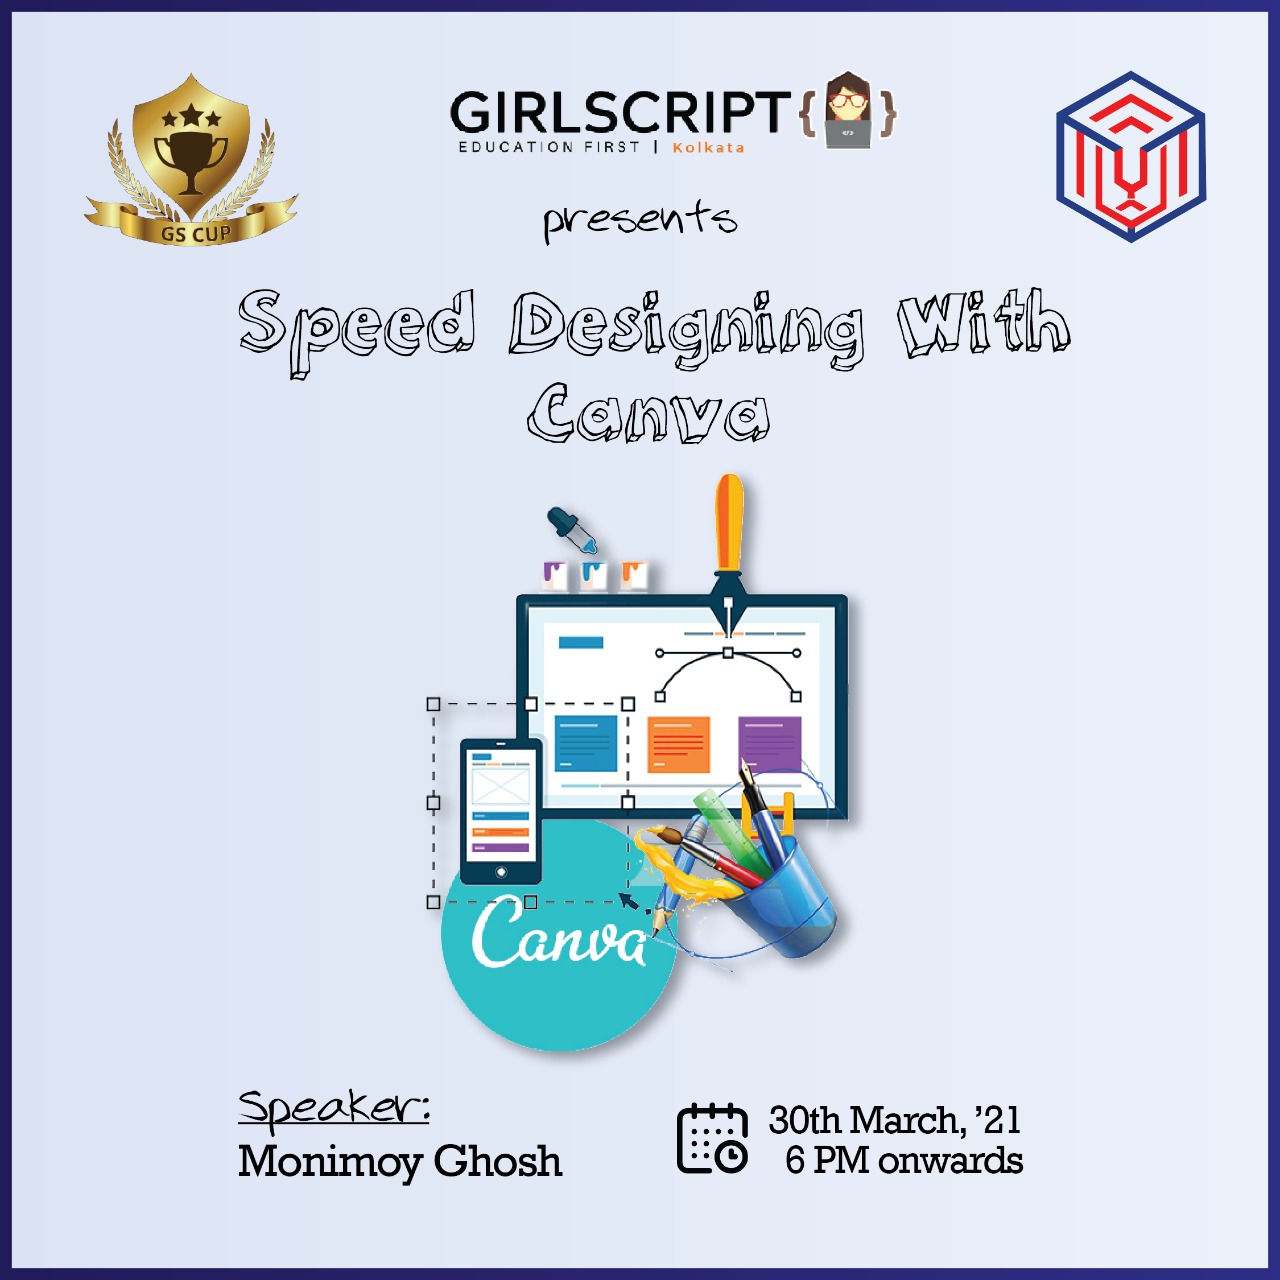 GS CUP
GIRLSCRIPT
EDUCATION FIRST | Kolkata
presents
Speed Designing With
Canva
Canva
Speaker:
Monimoy Ghosh
30th March, ’21
6 PM onwards